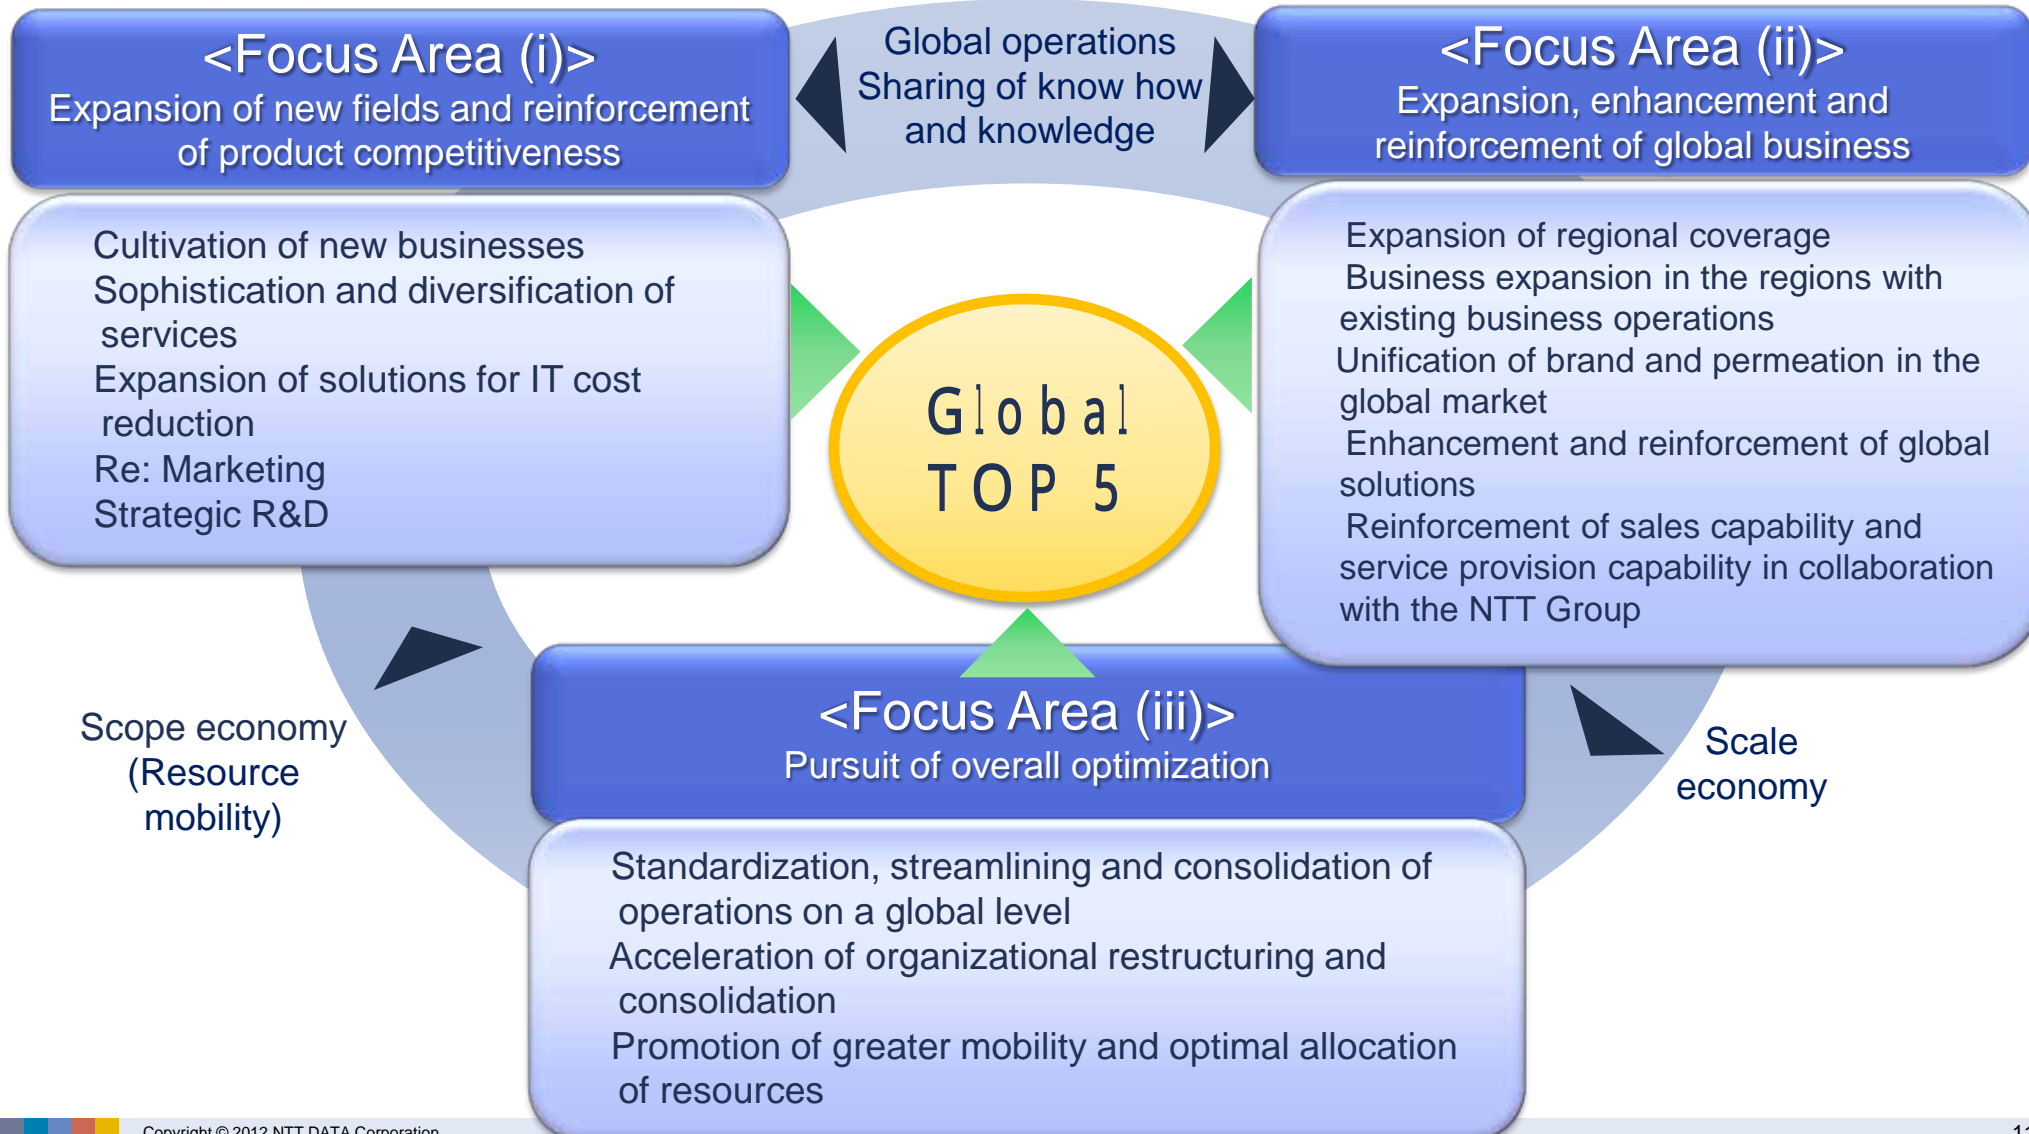 <Focus Area (i)>
Expansion of new fields and reinforcement
of product competitiveness
Global operations
Sharing of know how
and knowledge
<Focus Area (ii)>
Expansion, enhancement and
reinforcement of global business
Cultivation of new businesses
Sophistication and diversification of
services
Expansion of solutions for IT cost
reduction
Re: Marketing
Strategic R&D
Global
TOP 5
Expansion of regional coverage
Business expansion in the regions with
existing business operations
Unification of brand and permeation in the
global market
Enhancement and reinforcement of global
solutions
Reinforcement of sales capability and
service provision capability in collaboration
with the NTT Group
Scope economy
(Resource
mobility)
<Focus Area (iii)>
Pursuit of overall optimization
Scale
economy
Standardization, streamlining and consolidation of
operations on a global level
Acceleration of organizational restructuring and
consolidation
Promotion of greater mobility and optimal allocation
of resources
Copyright © 2012 NTT DATA Corporation